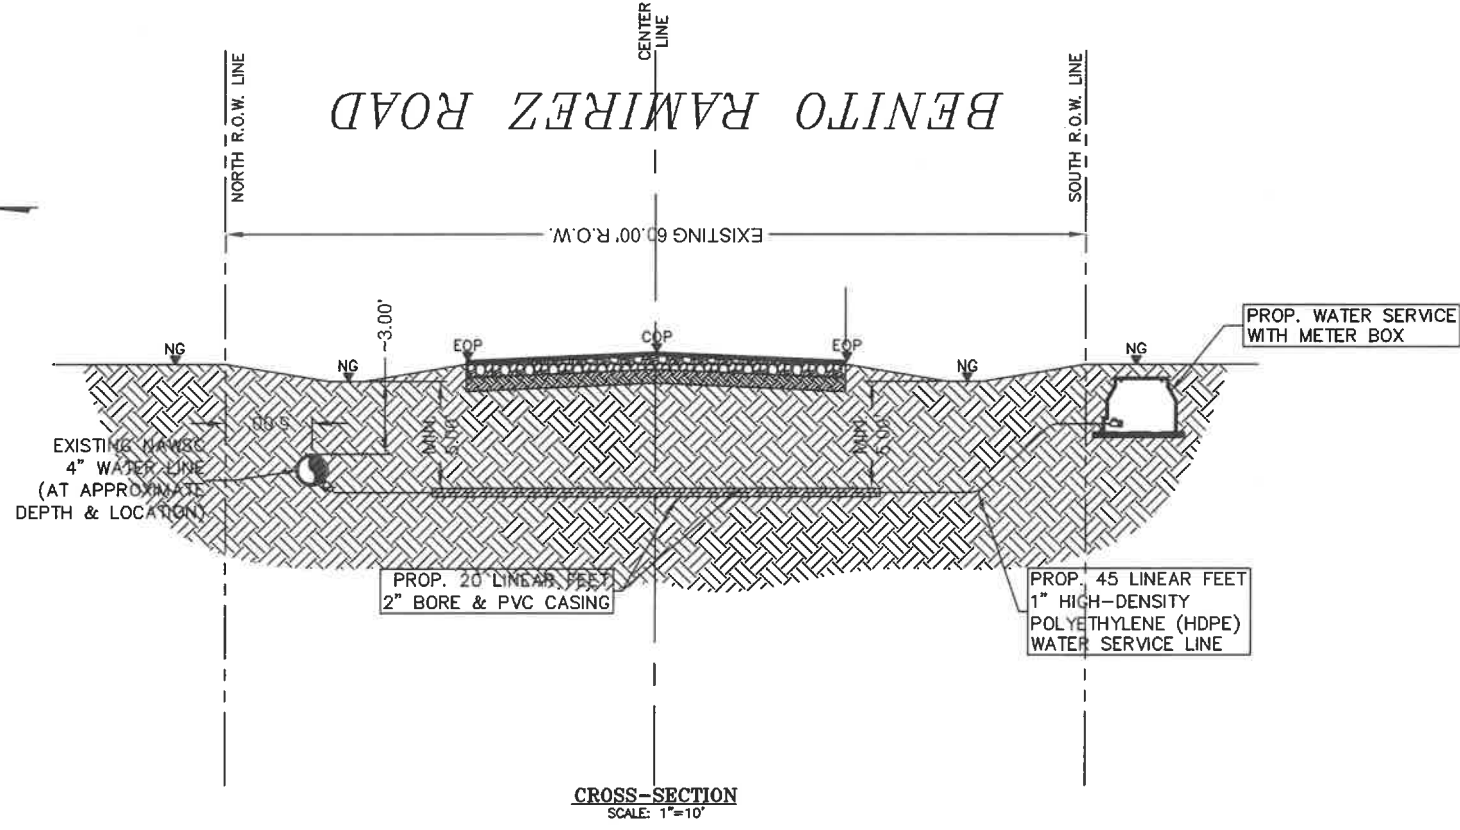 CENTER
LINE
NORTH R.O.W. LINE
BENITO RAMIREZ ROAD
SOUTH R.O.W. LINE
EXISTING 60.00' R.O.W.
~3.00'
NG
NG
EOP
COP
EOP
NG
NG
PROP. WATER SERVICE
WITH METER BOX
5.00'
MIN.
5.00'
MIN.
5.00'
EXISTING NAWSC
4" WATER LINE
(AT APPROXIMATE
DEPTH & LOCATION)
PROP. 20 LINEAR FEET
2" BORE & PVC CASING
PROP. 45 LINEAR FEET
1" HIGH-DENSITY
POLYETHYLENE (HDPE)
WATER SERVICE LINE
CROSS-SECTION
SCALE: 1"=10'